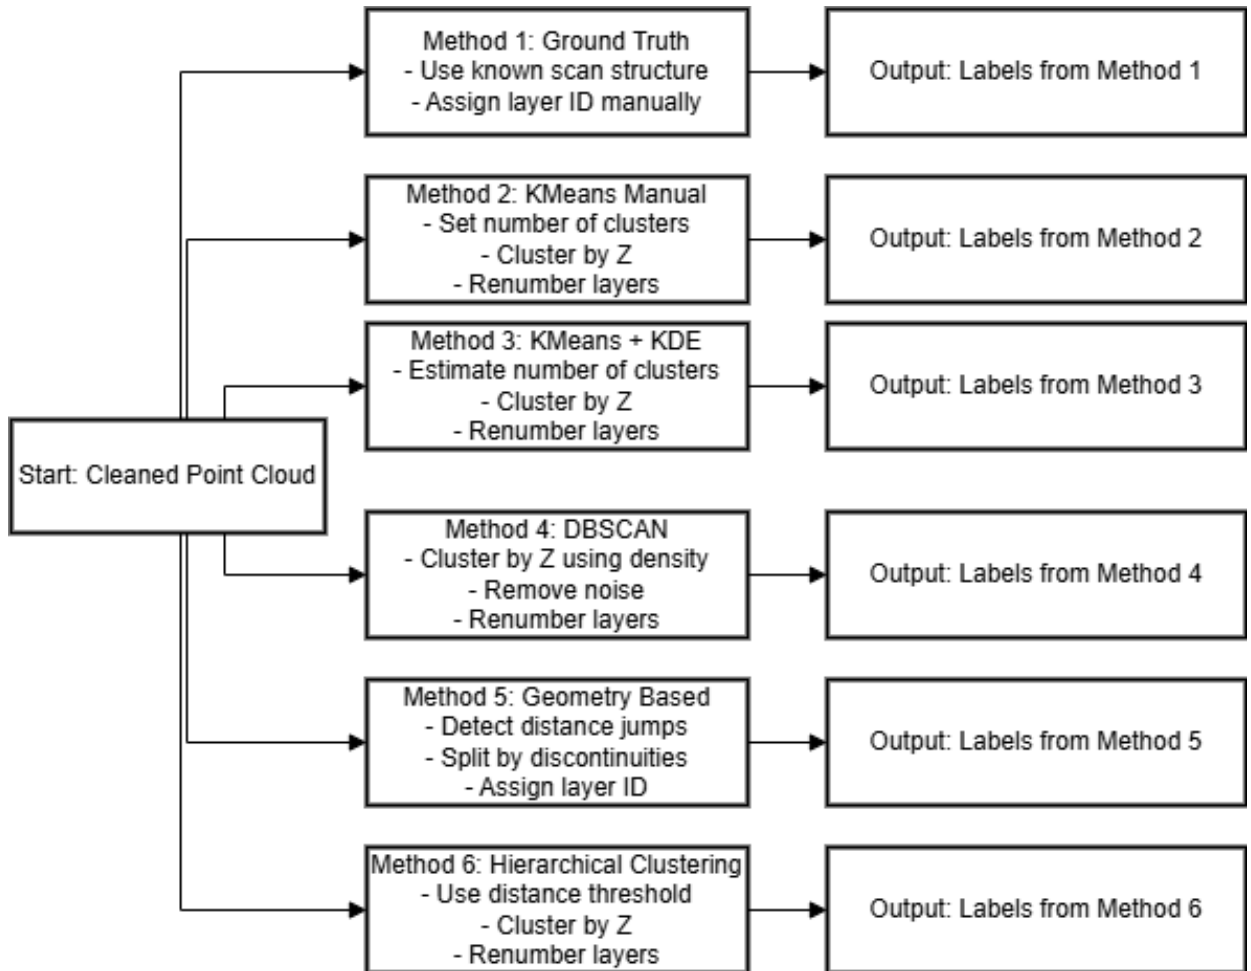 Method 1: Ground Truth
- Use known scan structure
- Assign layer ID manually
Output: Labels from Method 1
Method 2: KMeans Manual
- Set number of clusters
- Cluster by Z
- Renumber layers
Output: Labels from Method 2
Method 3: KMeans + KDE
- Estimate number of clusters
- Cluster by Z
- Renumber layers
Output: Labels from Method 3
Start: Cleaned Point Cloud
Method 4: DBSCAN
- Cluster by Z using density
- Remove noise
- Renumber layers
Output: Labels from Method 4
Method 5: Geometry Based
- Detect distance jumps
- Split by discontinuities
- Assign layer ID
Output: Labels from Method 5
Method 6: Hierarchical Clustering
- Use distance threshold
- Cluster by Z
- Renumber layers
Output: Labels from Method 6